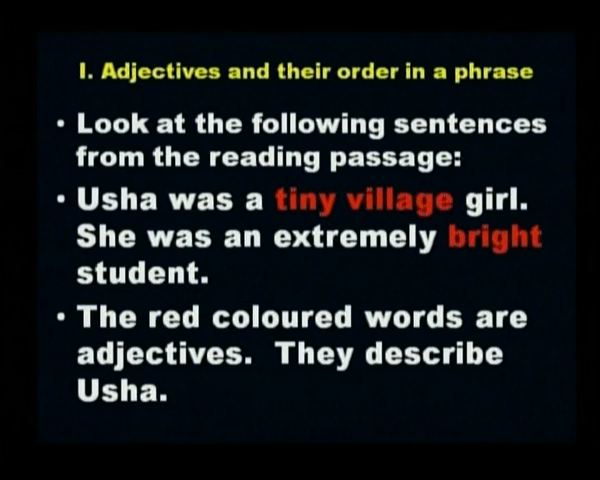 I. Adjectives and their order in a phrase
• Look at the following sentences
from the reading passage:
• Usha was a tiny village girl.
She was an extremely bright
student.
• The red coloured words are
adjectives. They describe
Usha.